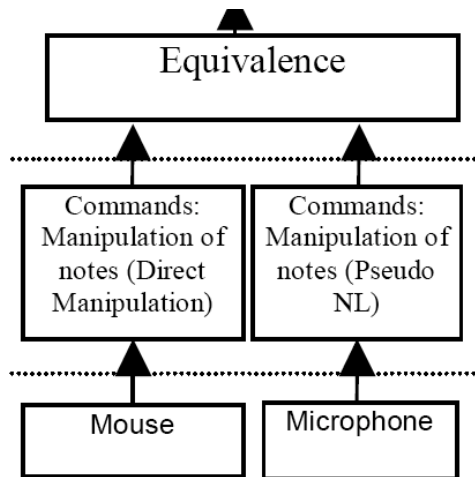 Equivalence
Commands:
Manipulation of
notes (Direct
Manipulation)
Commands:
Manipulation of
notes (Pseudo
NL)
Mouse
Microphone